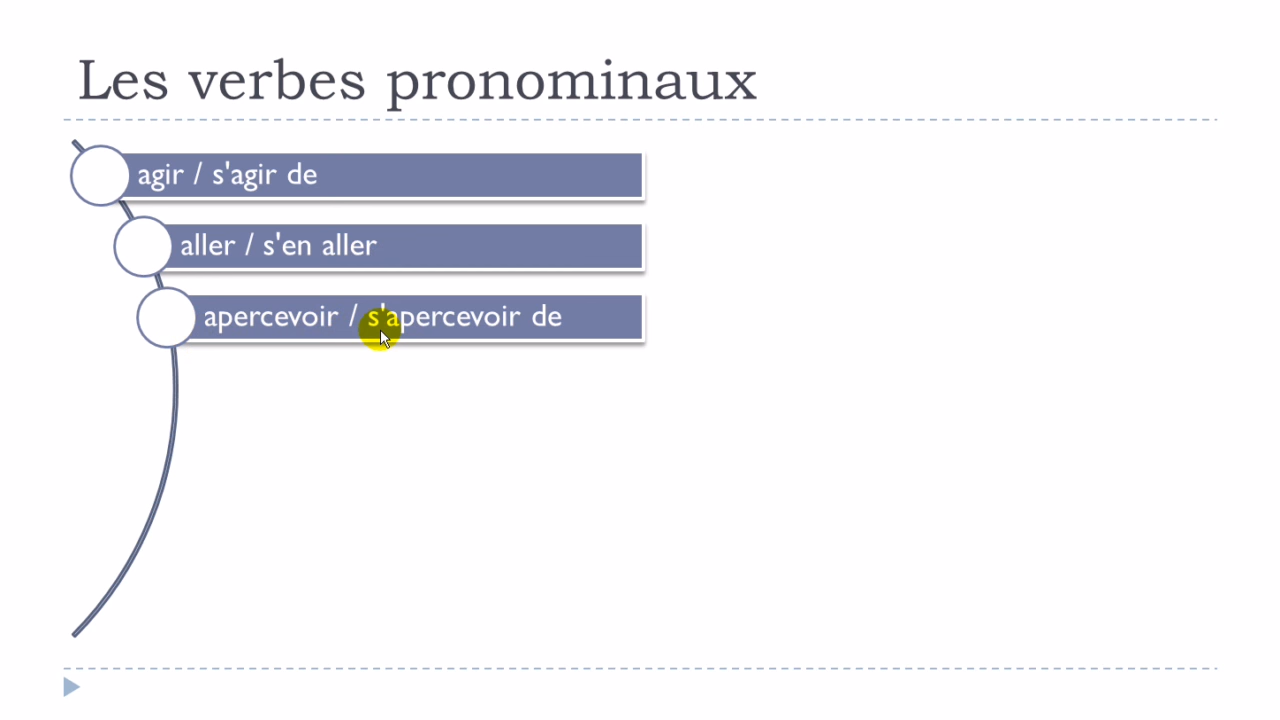 Les verbes pronominaux
agir / s'agir de
aller / s'en aller
apercevoir / s'apercevoir de